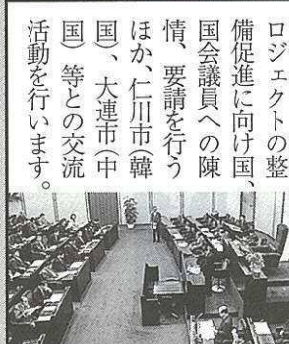 ロジェクトの整
備促進に向け国、
国会議員への陳
情、要請を行う
ほか、仁川市(韓
国)、大連市(中
国)等との交流
活動を行います。